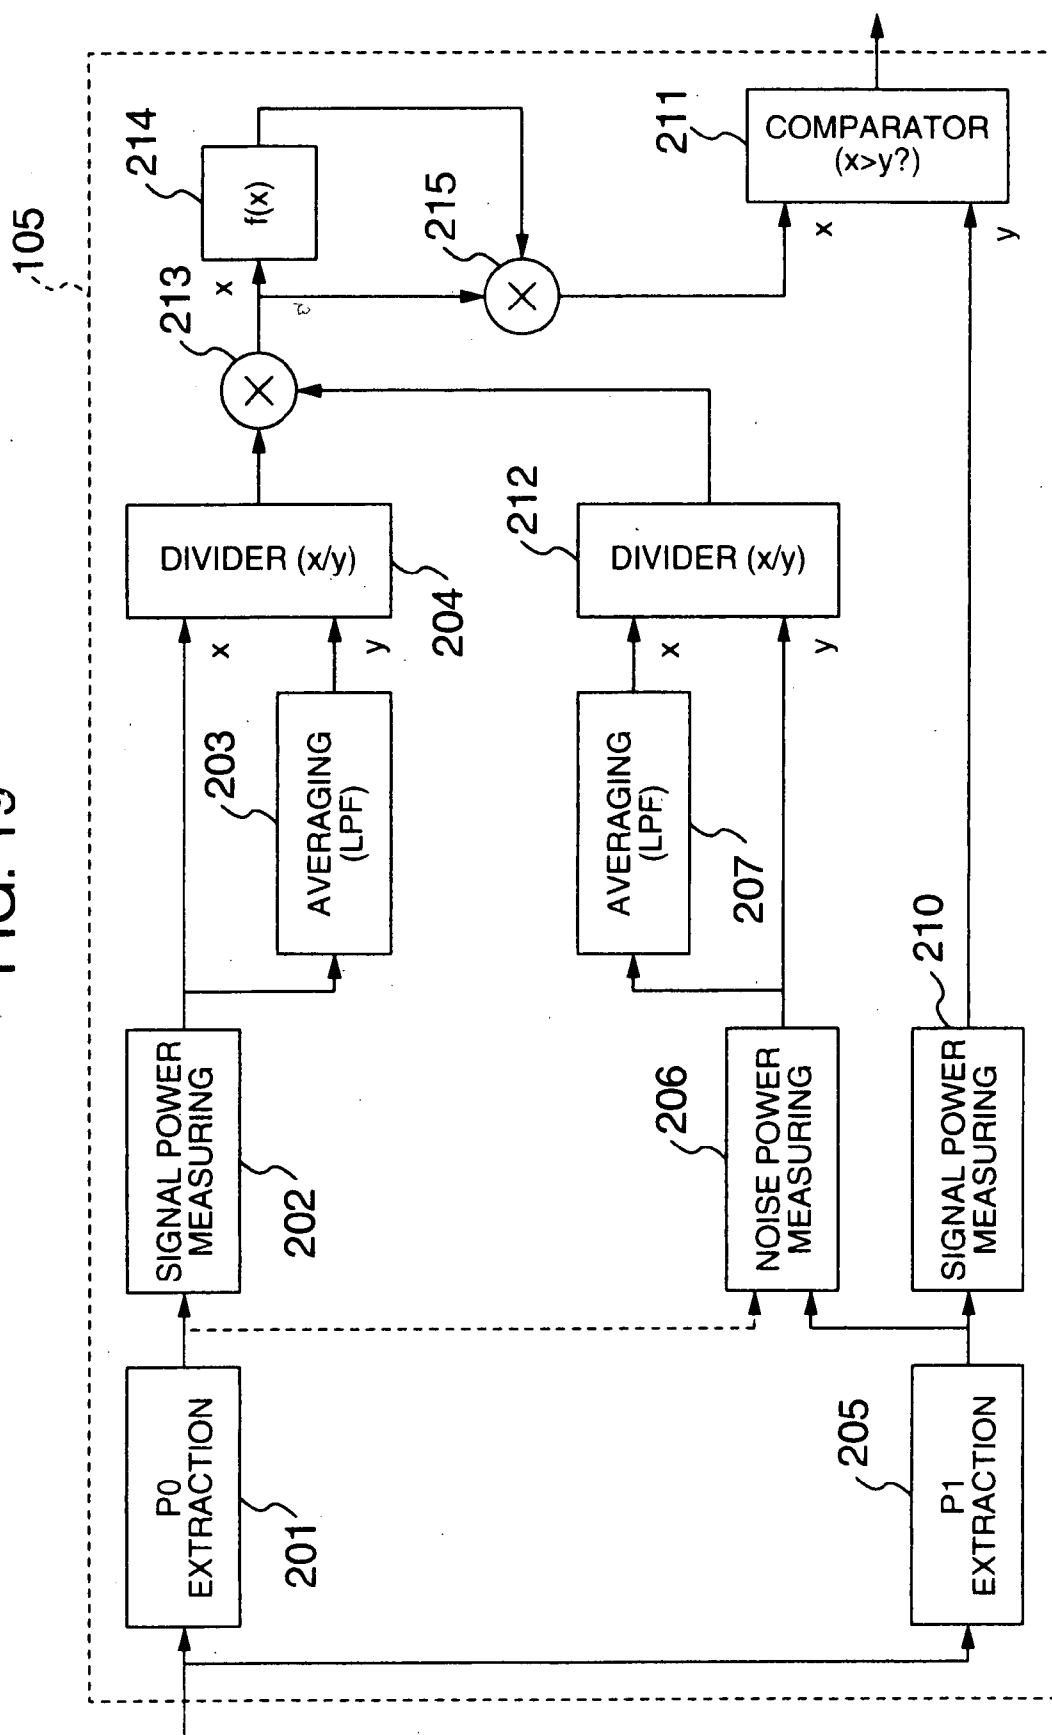 FIG.
105
P0
EXTRACTION
201
SIGNAL POWER
MEASURING
202
AVERAGING
(LPF)
203
x
y
DIVIDER (x/y)
204
213
x
f(x)
214
215
AVERAGING
(LPF)
207
x
y
DIVIDER (x/y)
212
NOISE POWER
MEASURING
206
P1
EXTRACTION
205
SIGNAL POWER
MEASURING
210
x
y
COMPARATOR
(x>y?)
211